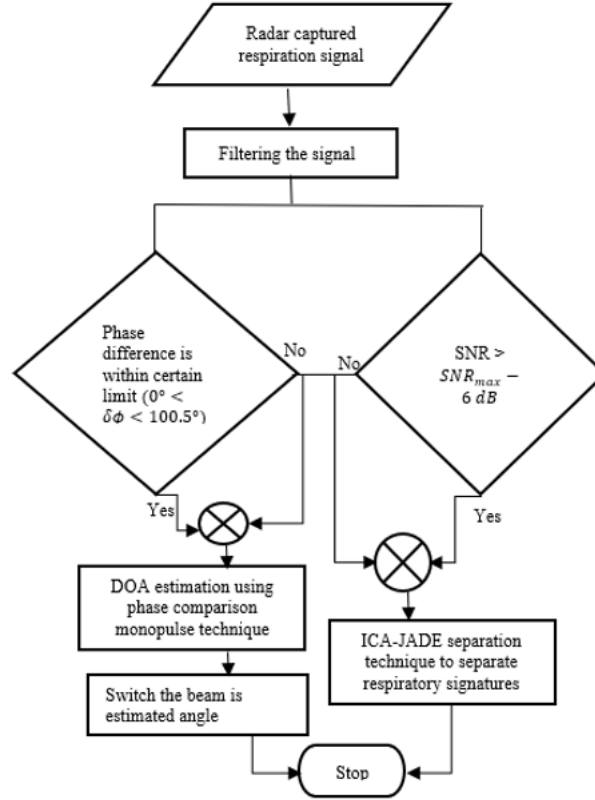 Radar captured
respiration signal
Filtering the signal
Phase
difference is
within certain
limit (0° <
δϕ < 100.5°)
No
No
SNR >
SNRmax −
6 dB
Yes
Yes
DOA estimation using
phase comparison
monopulse technique
ICA-JADE separation
technique to separate
respiratory signatures
Switch the beam is
estimated angle
Stop